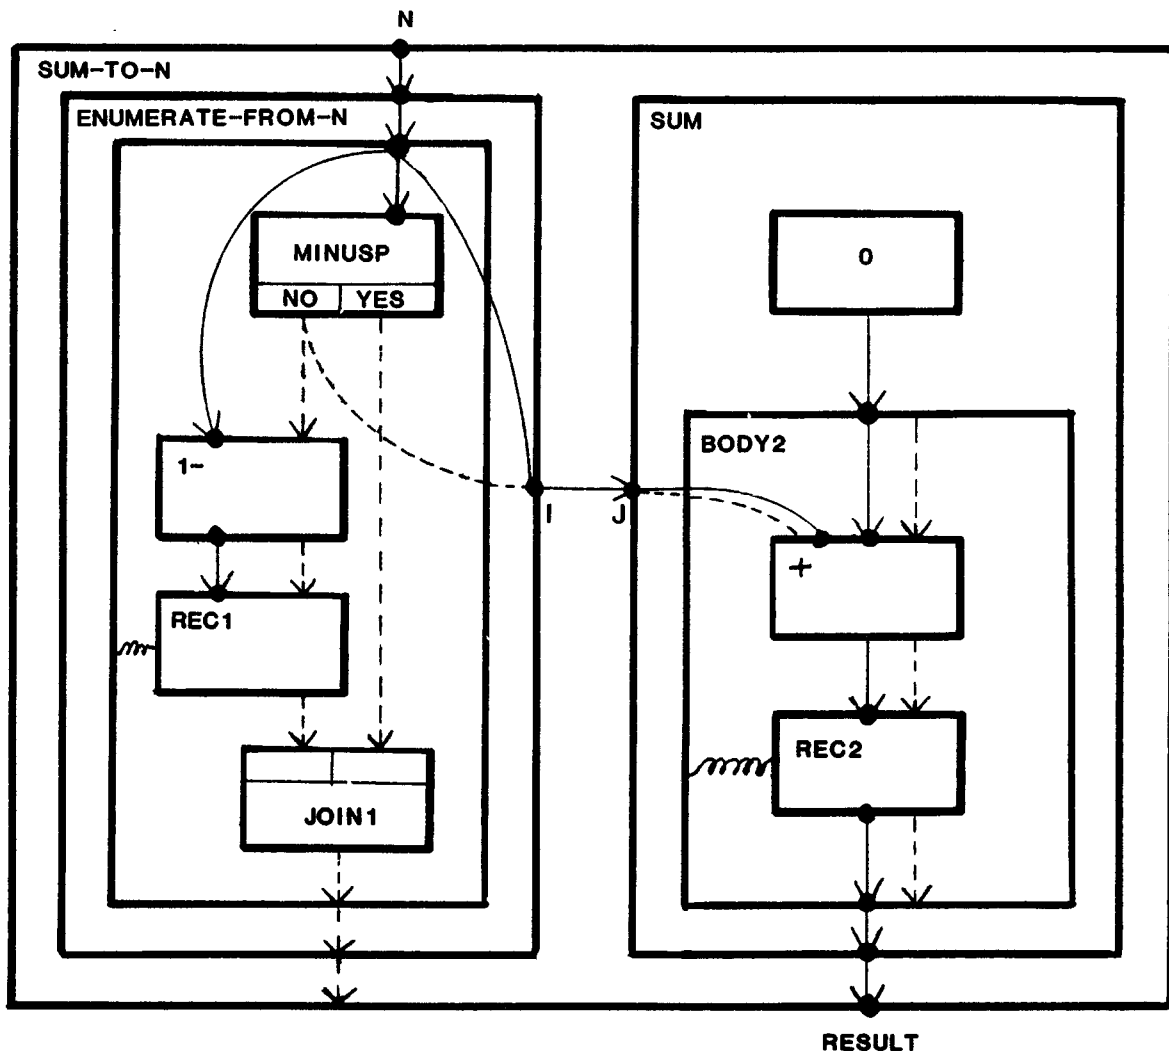 N
SUM-TO-N
ENUMERATE-FROM-N
SUM
MINUSP
NO YES
0
BODY2
1-
I
J
+
REC1
REC2
JOIN1
RESULT